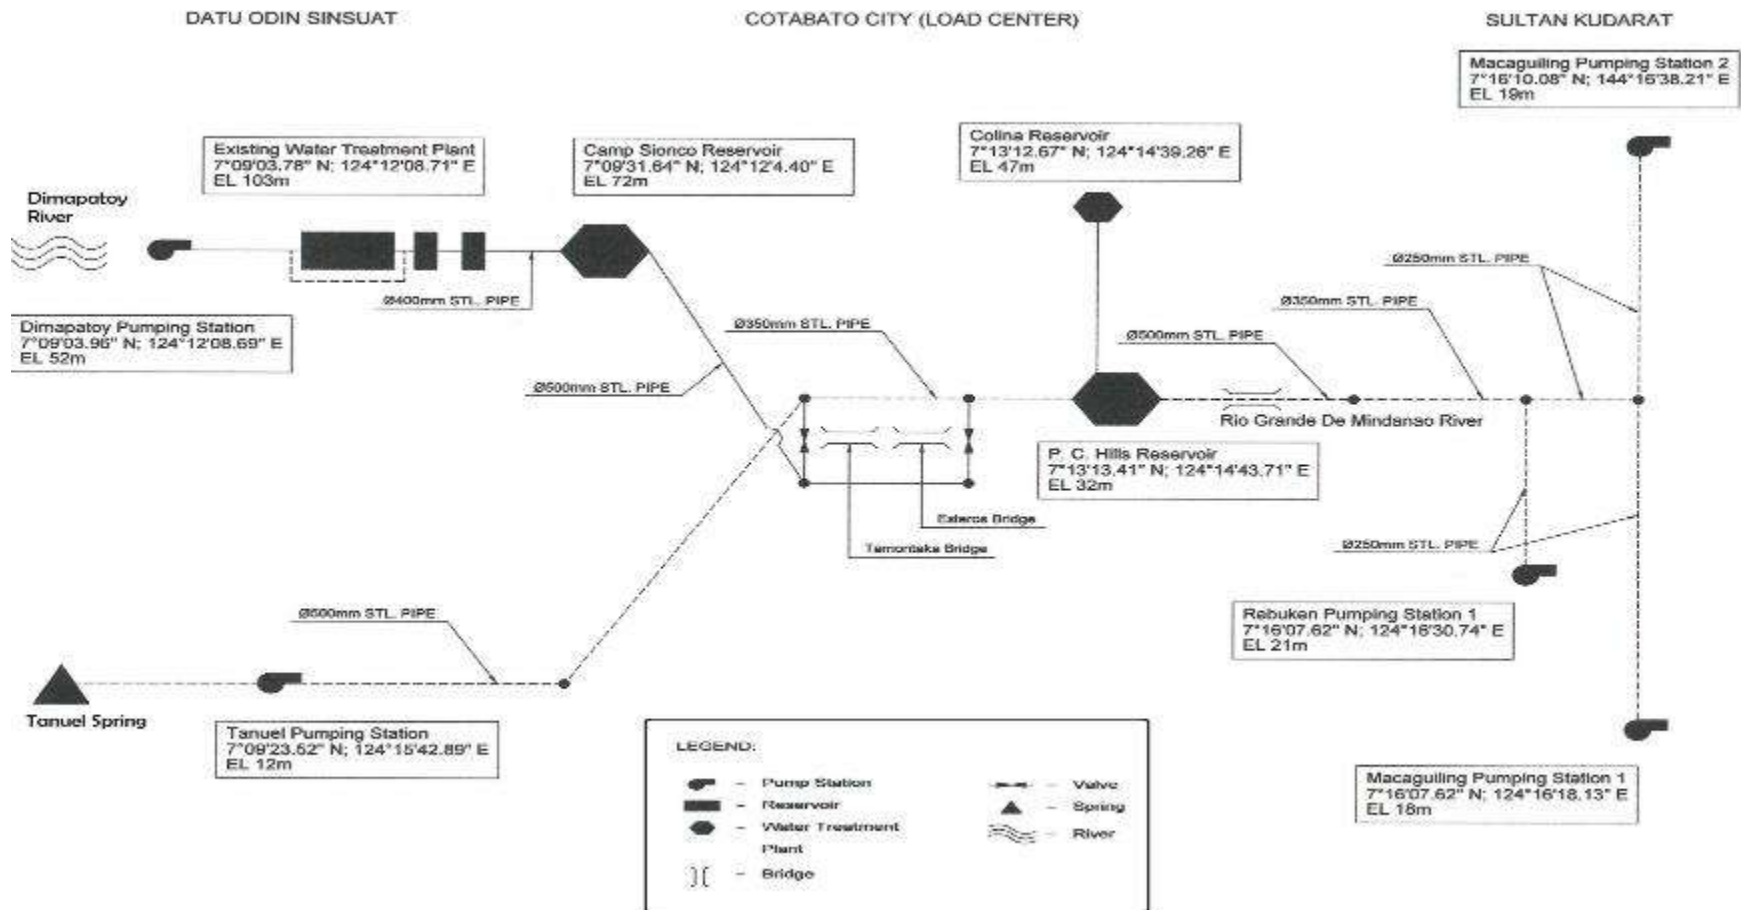 DATU ODIN SINSUAT
COTABATO CITY (LOAD CENTER)
SULTAN KUDARAT
Macaguiling Pumping Station 2
7°16'10.08" N; 144°16'38.21" E
EL 19m
Existing Water Treatment Plant
7°09'03.78" N; 124°12'08.71" E
EL 103m
Camp Sionco Reservoir
7°09'31.64" N; 124°12'4.40" E
EL 72m
Colina Reservoir
7°13'12.67" N; 124°14'39.26" E
EL 47m
Dimapatoy
River
Ø400mm STL. PIPE
Ø250mm STL. PIPE
Ø350mm STL. PIPE
Dimapatoy Pumping Station
7°09'03.96" N; 124°12'08.69" E
EL 52m
Ø350mm STL. PIPE
Ø500mm STL. PIPE
Ø500mm STL. PIPE
Rio Grande De Mindanao River
P. C. Hills Reservoir
7°13'13.41" N; 124°14'43.71" E
EL 32m
Esteros Bridge
Tamontaka Bridge
Ø250mm STL. PIPE
Rebuken Pumping Station 1
7°16'07.62" N; 124°16'30.74" E
EL 21m
Ø500mm STL. PIPE
Tanuel Spring
Tanuel Pumping Station
7°09'23.52" N; 124°15'42.89" E
EL 12m
Macaguiling Pumping Station 1
7°16'07.62" N; 124°16'18.13" E
EL 18m
LEGEND:
- Pump Station
- Reservoir
- Water Treatment
Plant
- Bridge
- Valve
- Spring
- River